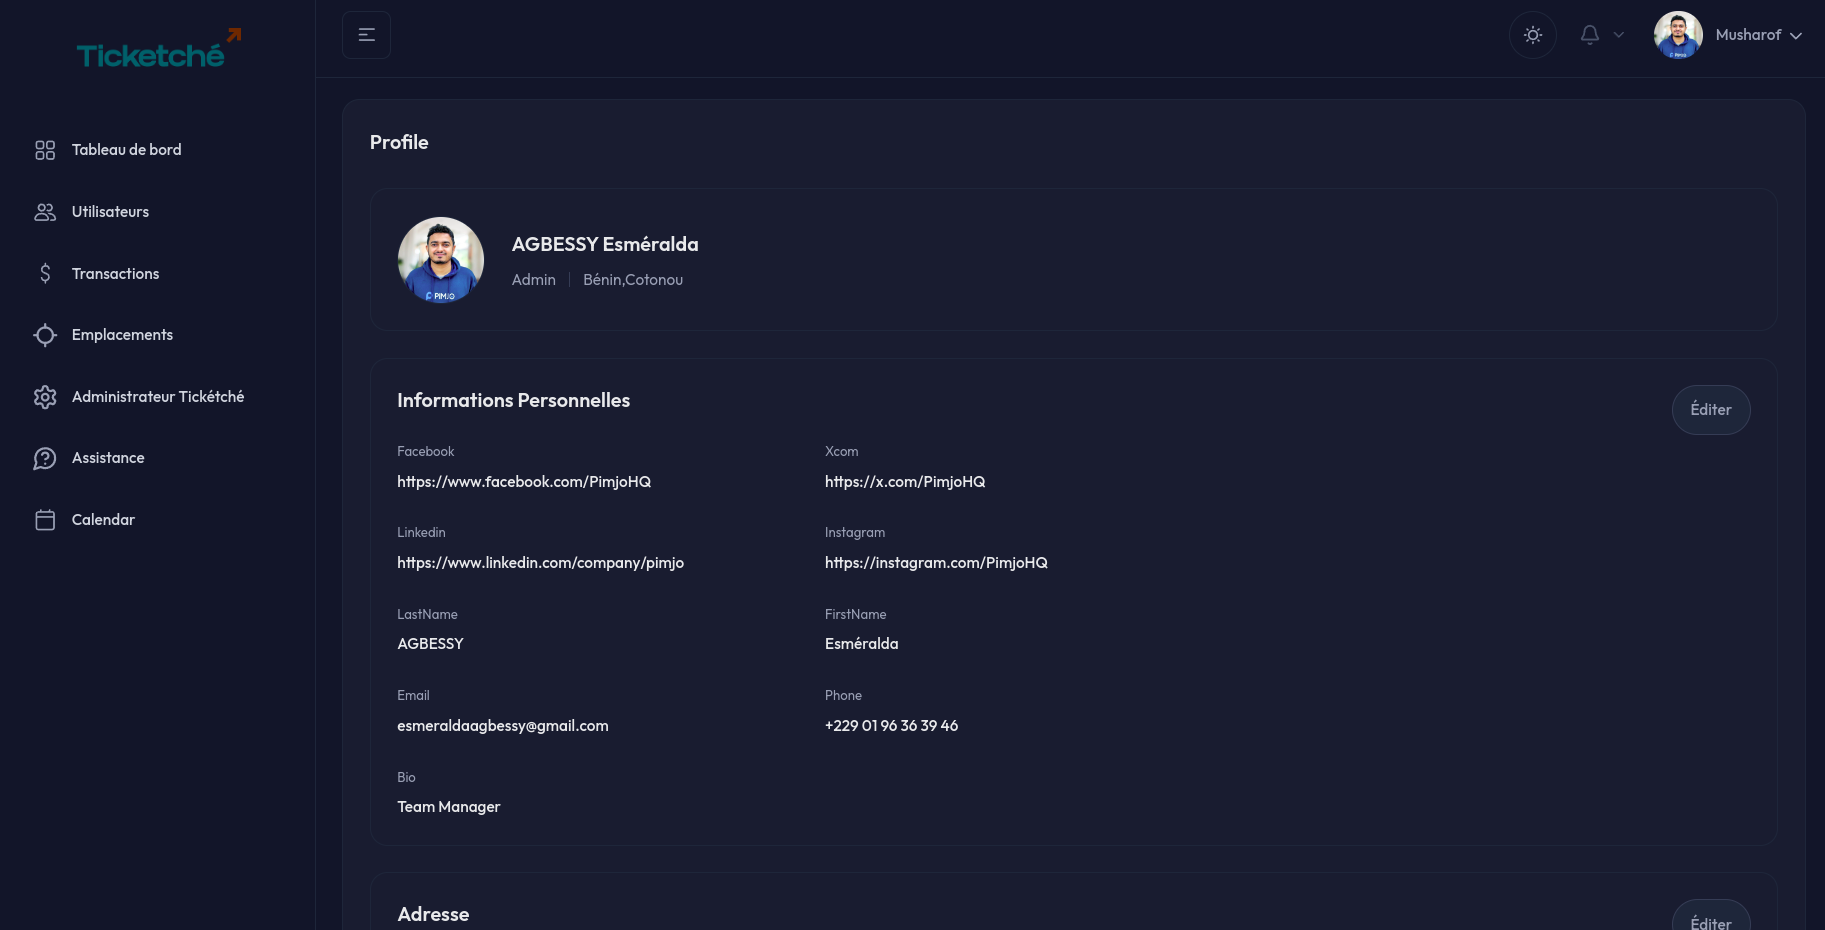 Ticketché
Musharof
Tableau de bord
Utilisateurs
Transactions
Emplacements
Administrateur Tickétché
Assistance
Calendar
Profile
PIMJO
AGBESSY Esméralda
Admin
Bénin,Cotonou
Informations Personnelles
Éditer
Facebook
https://www.facebook.com/PimjoHQ
Xcom
https://x.com/PimjoHQ
Linkedin
https://www.linkedin.com/company/pimjo
Instagram
https://instagram.com/PimjoHQ
LastName
AGBESSY
FirstName
Esméralda
Email
esmeraldaagbessy@gmail.com
Phone
+229 01 96 36 39 46
Bio
Team Manager
Adresse
Éditer